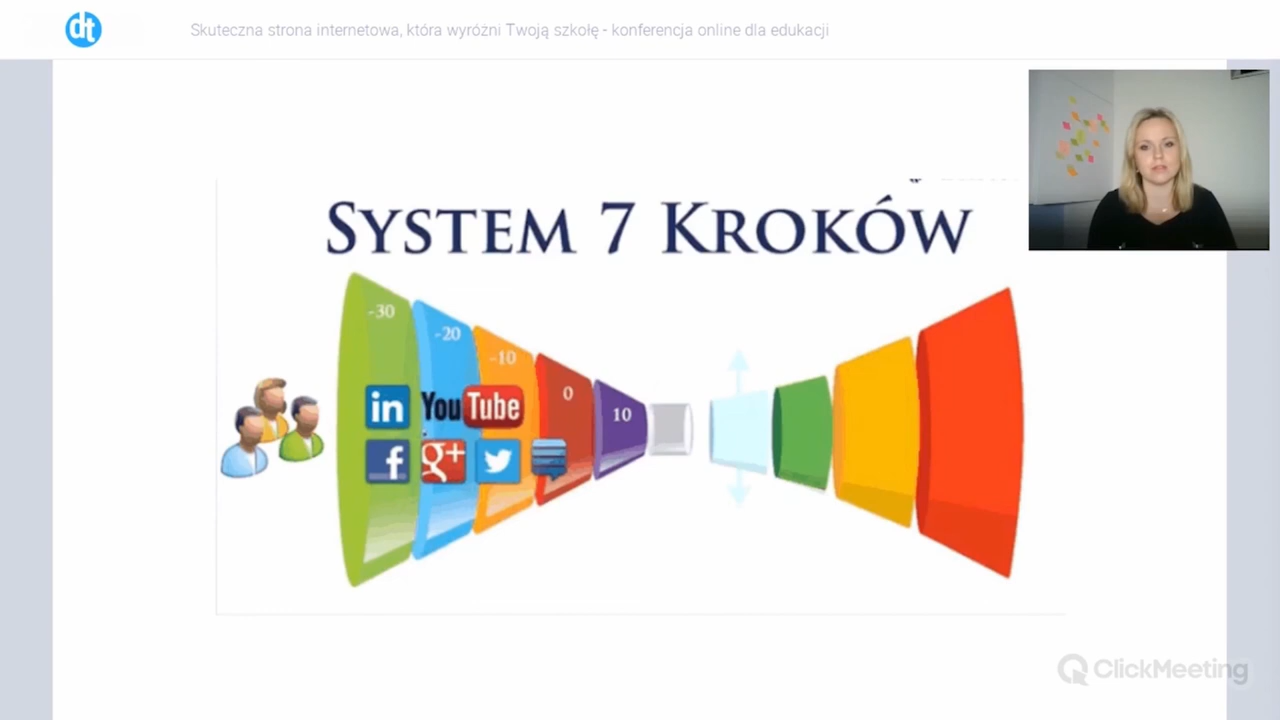 dt
Skuteczna strona internetowa, która wyróżni Twoją szkołę - konferencja online dla edukacji
SYSTEM 7 KROKÓW
-30
-20
-10
0
10
in
YouTube
f
g+
ClickMeeting